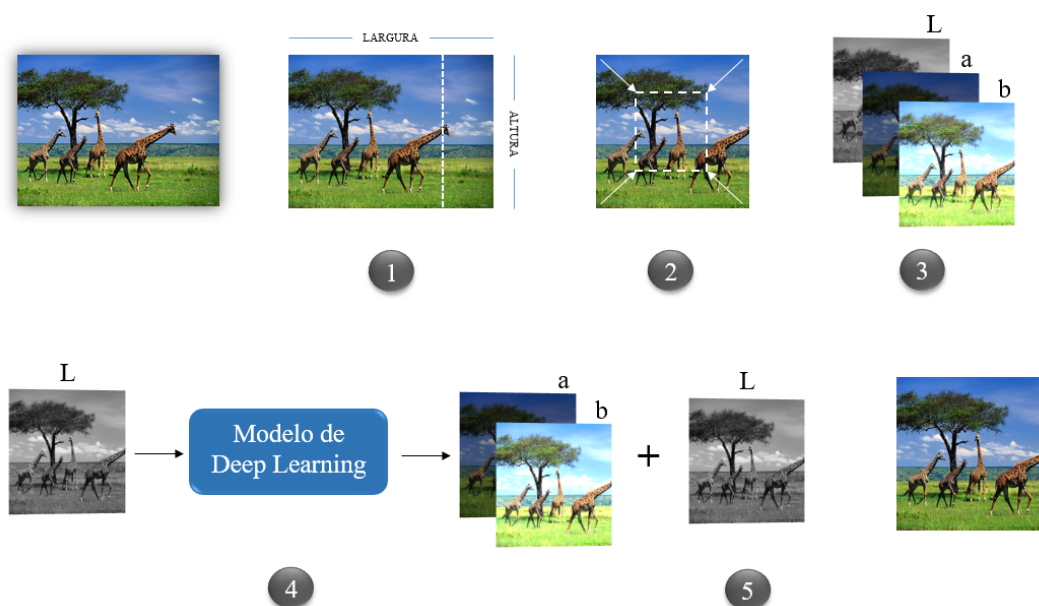 LARGURA
ALTURA
L
a
b
1
2
3
L
Modelo de
Deep Learning
a
b
+
L
4
5